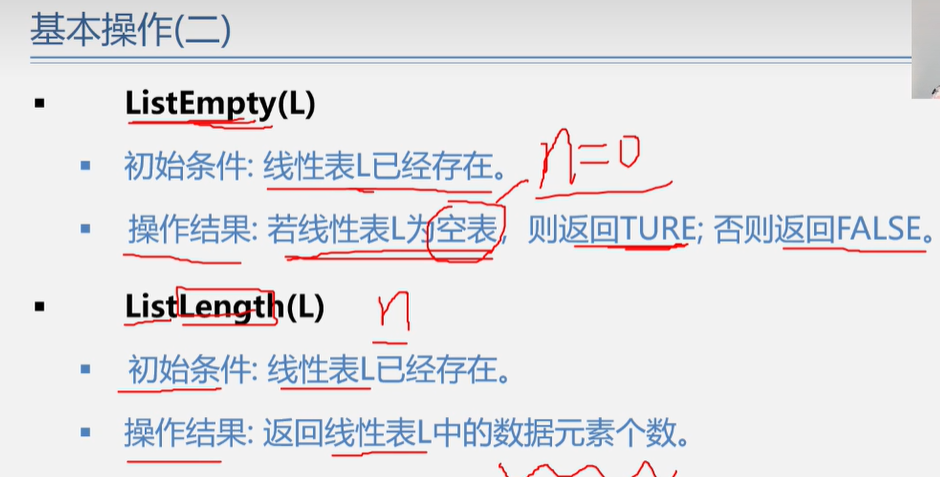 基本操作(二)
▪ ListEmpty(L)
▪ 初始条件: 线性表L已经存在。
n=0
▪ 操作结果: 若线性表L为空表, 则返回TURE; 否则返回FALSE。
▪ ListLength(L)
n
▪ 初始条件: 线性表L已经存在。
▪ 操作结果: 返回线性表L中的数据元素个数。